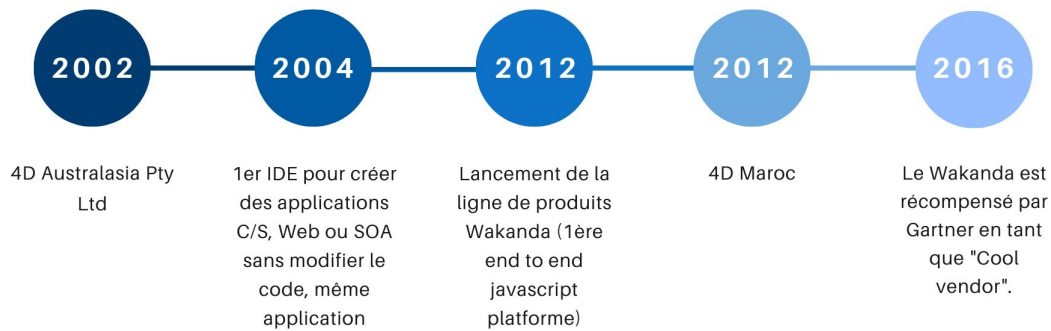 2002
4D Australasia Pty
Ltd
2004
1er IDE pour créer
des applications
C/S, Web ou SOA
sans modifier le
code, même
application
2012
Lancement de la
ligne de produits
Wakanda (1ère
end to end
javascript
platforme)
2012
4D Maroc
2016
Le Wakanda est
récompensé par
Gartner en tant
que "Cool
vendor".